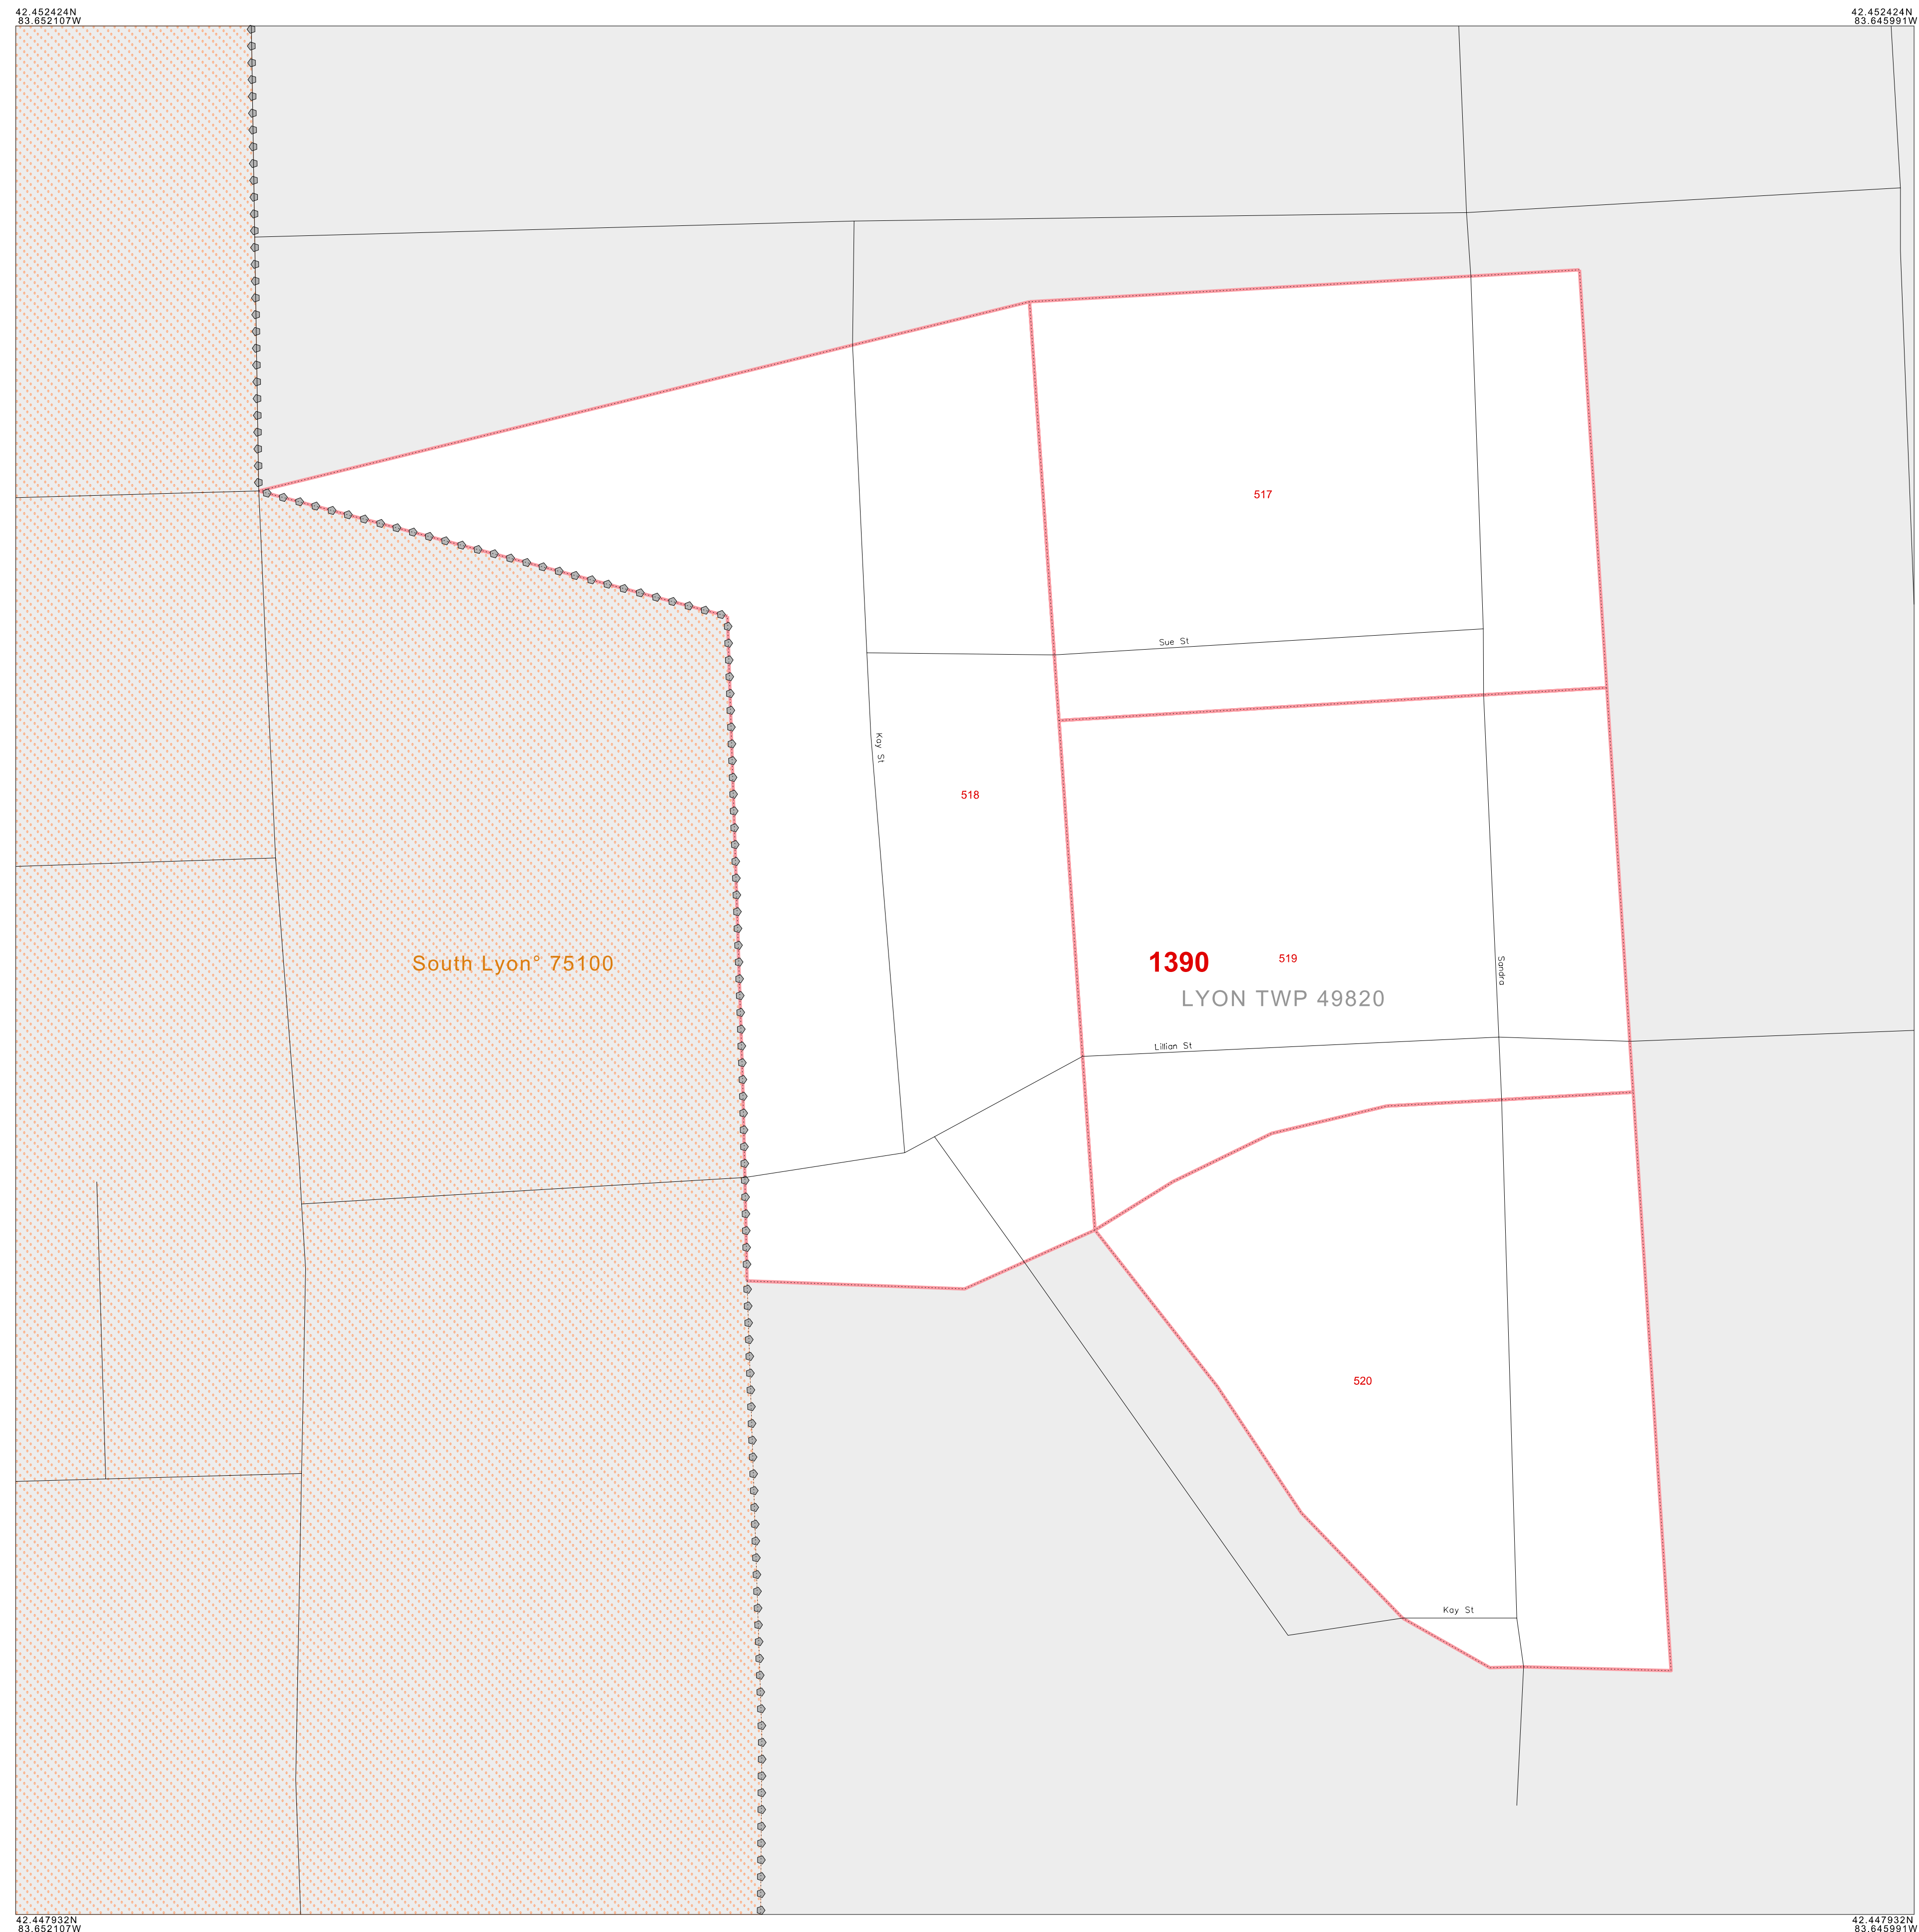 42.452424N
83.652107W
42.452424N
83.645991W
517
Sue St
Kay St
518
South Lyon° 75100
1390
519
LYON TWP 49820
Sandra
Lillian St
520
Kay St
42.447932N
83.652107W
42.447932N
83.645991W